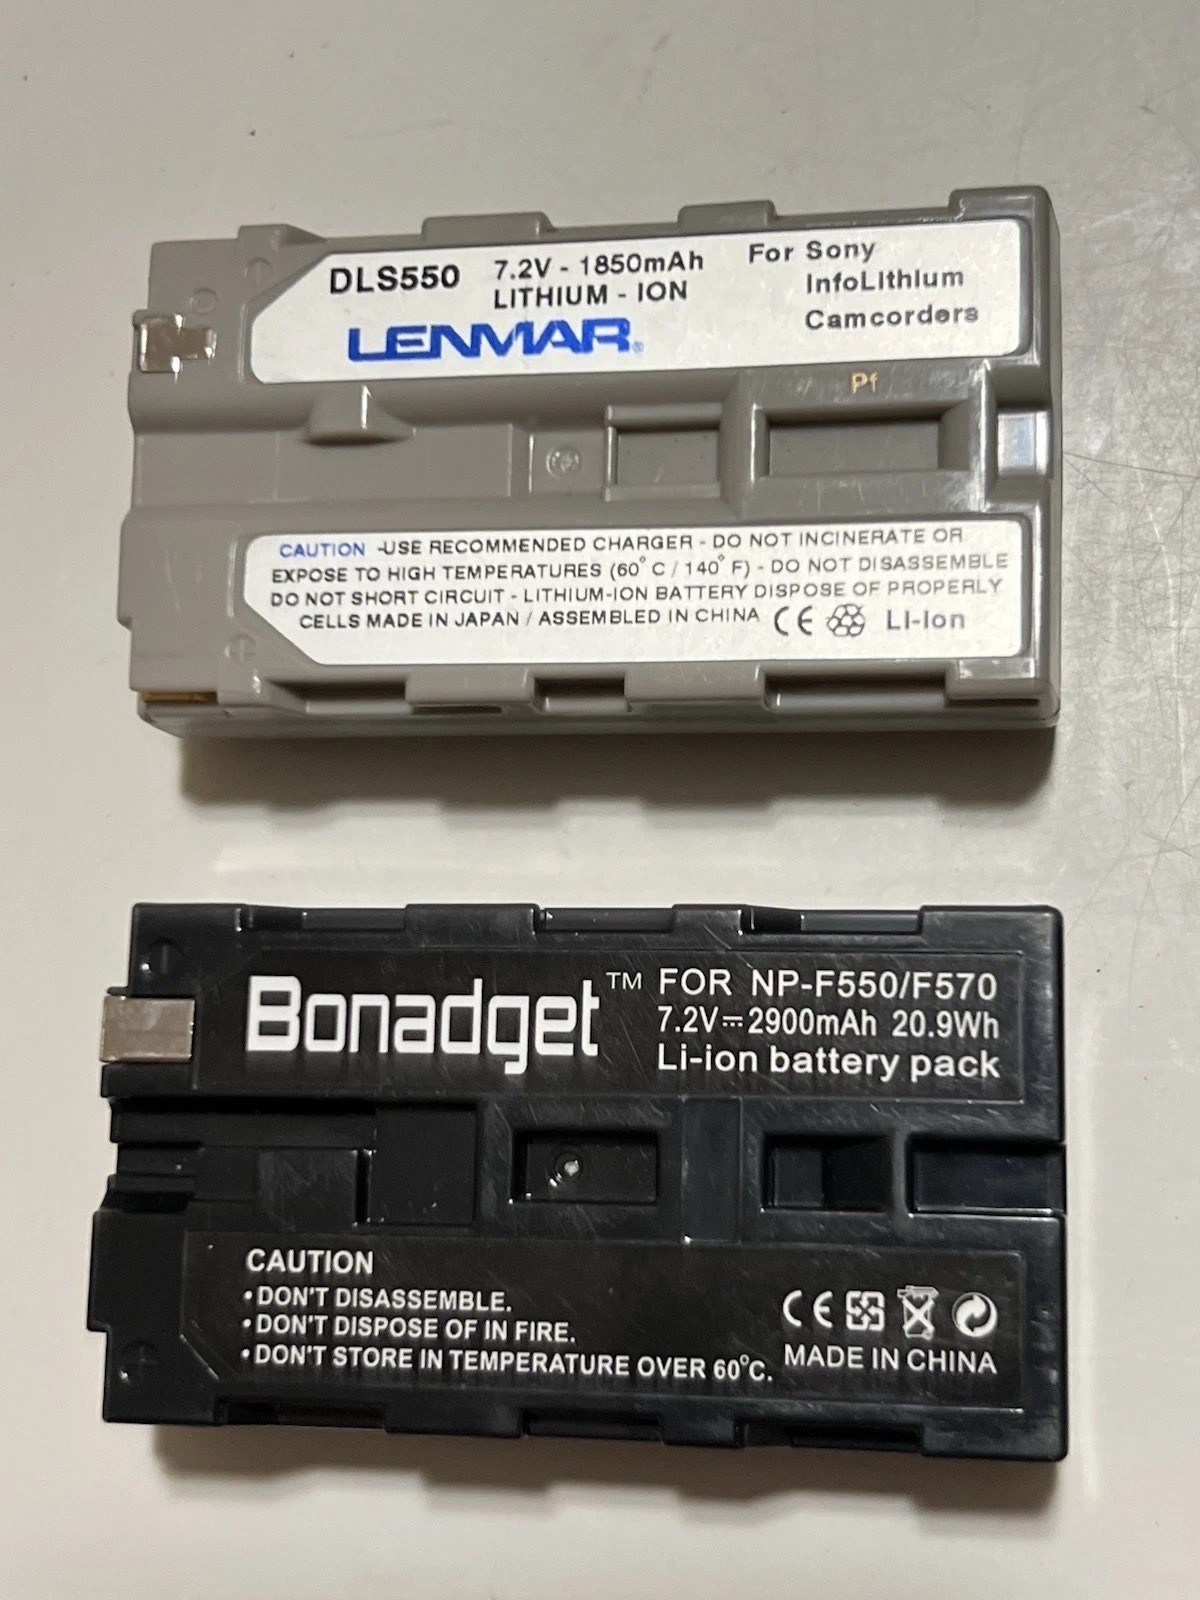 DLS550 7.2V - 1850mAh For Sony
LITHIUM - ION InfoLithium
LENMAR® Camcorders
Pf
CAUTION -USE RECOMMENDED CHARGER - DO NOT INCINERATE OR
EXPOSE TO HIGH TEMPERATURES (60° C / 140° F) - DO NOT DISASSEMBLE
DO NOT SHORT CIRCUIT - LITHIUM-ION BATTERY DISPOSE OF PROPERLY
CELLS MADE IN JAPAN / ASSEMBLED IN CHINA CE Li-Ion
Bonadget™ FOR NP-F550/F570
7.2V⎓2900mAh 20.9Wh
Li-ion battery pack
CAUTION
•DON'T DISASSEMBLE.
•DON'T DISPOSE OF IN FIRE.
•DON'T STORE IN TEMPERATURE OVER 60°C.
CE
MADE IN CHINA